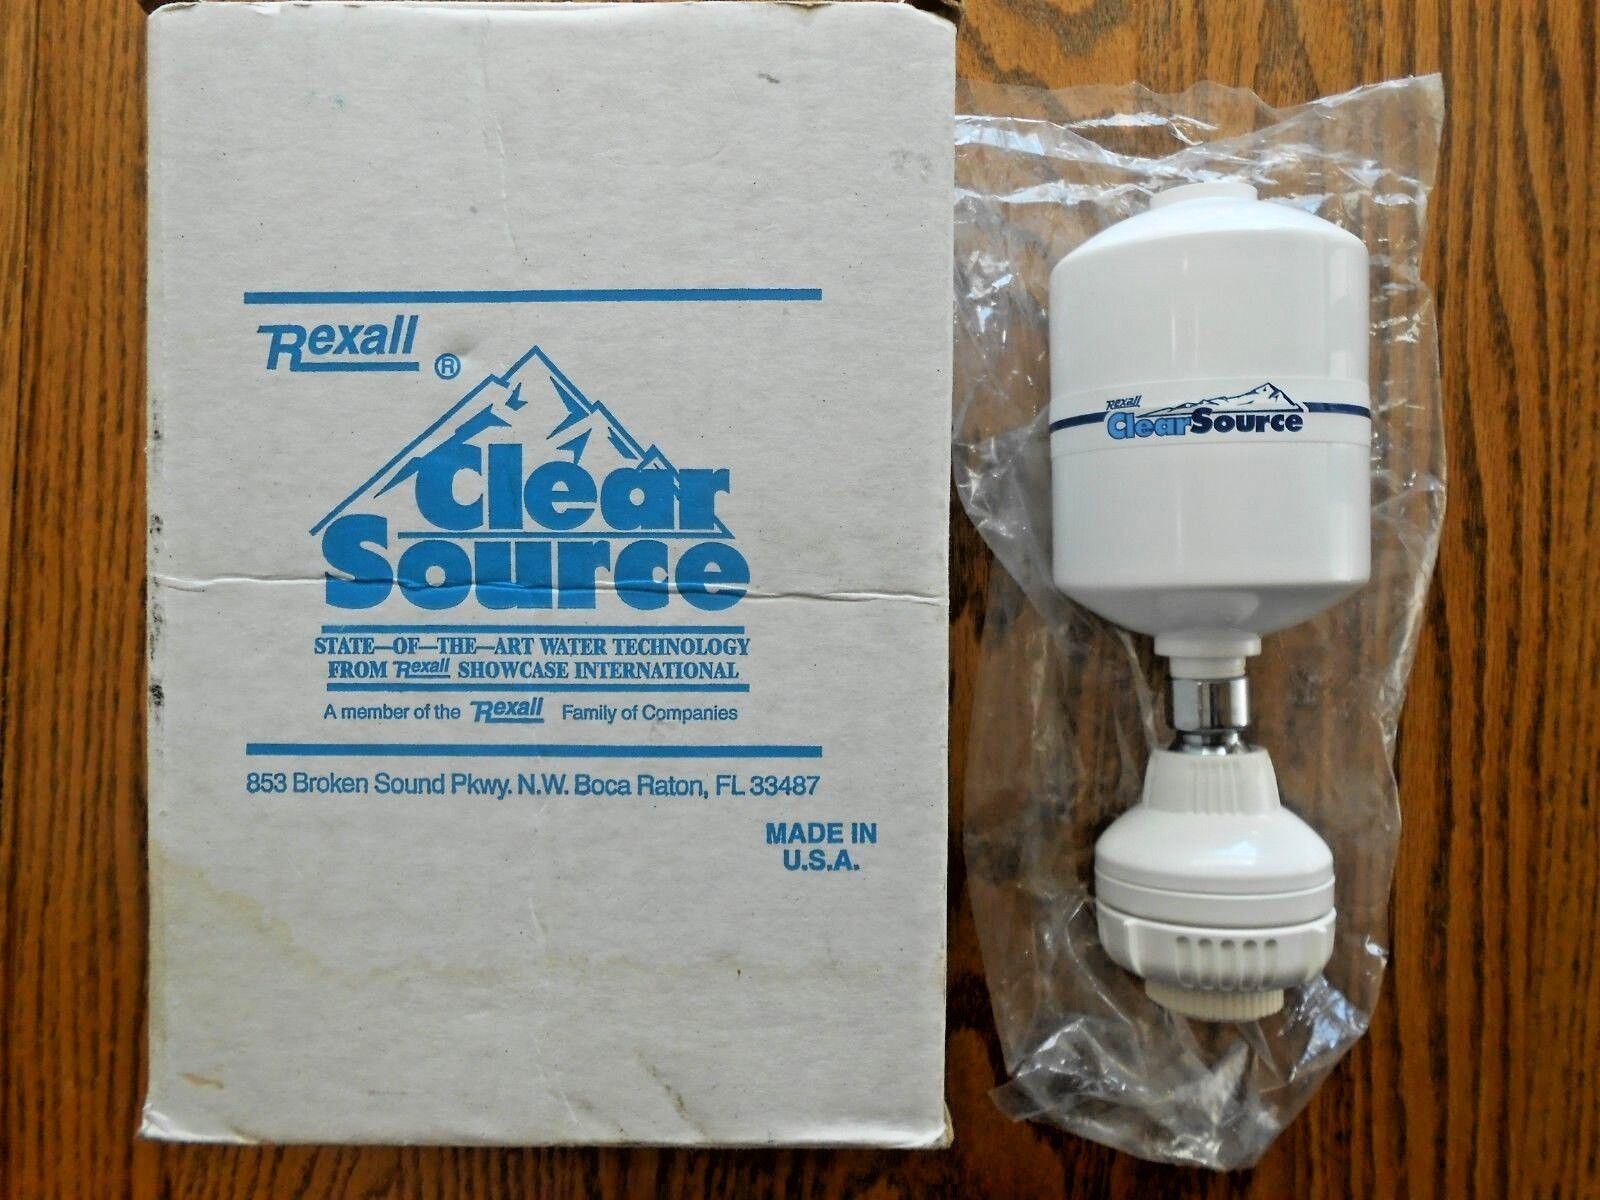 Rexall ®
Clear
Source
STATE—OF—THE—ART WATER TECHNOLOGY
FROM Rexall SHOWCASE INTERNATIONAL
A member of the Rexall Family of Companies
853 Broken Sound Pkwy. N.W. Boca Raton, FL 33487
MADE IN
U.S.A.
Rexall
ClearSource